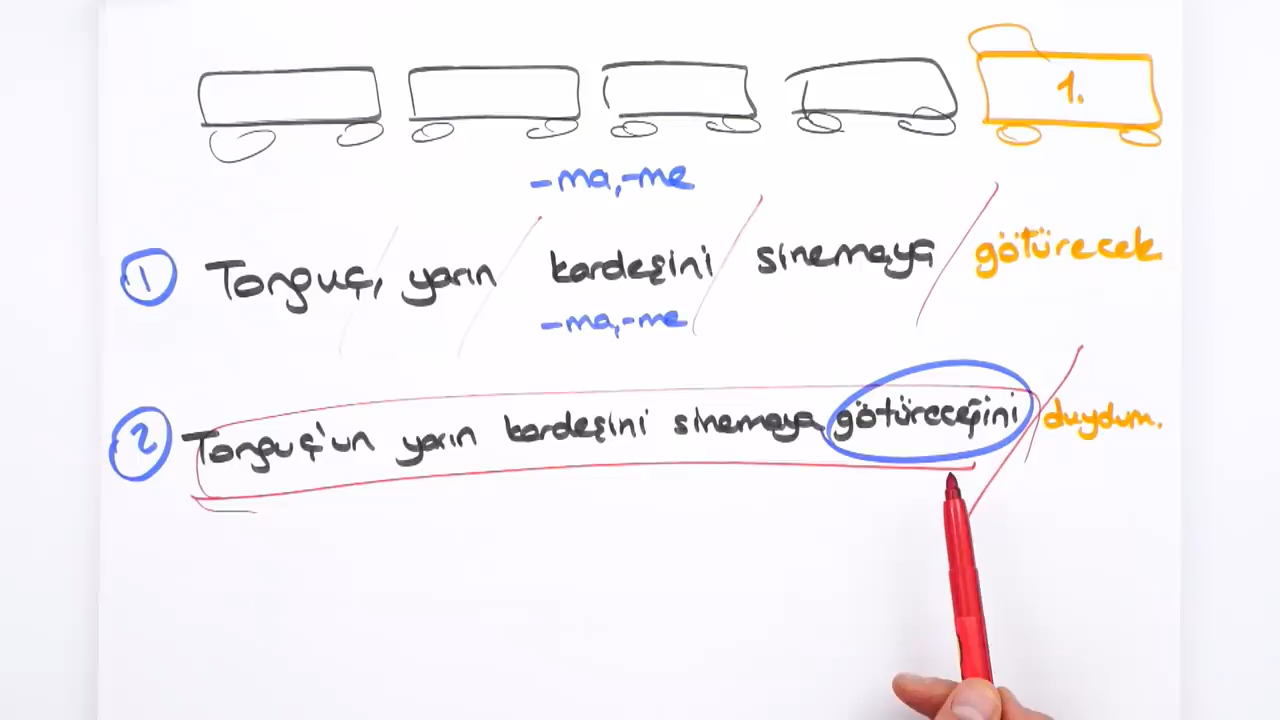 1.
-ma,-me
1 Tonguç, yarın kardeşini sinemaya götürecek
-ma,-me
2 Tonguç'un yarın kardeşini sinemaya götüreceğini duydum.